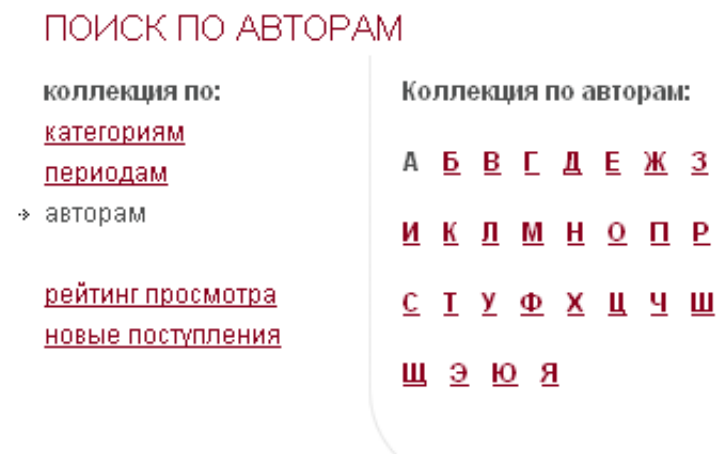 ПОИСК ПО АВТОРАМ
коллекция по:
категориям
периодам
авторам
рейтинг просмотра
новые поступления
Коллекция по авторам:
А Б В Г Д Е Ж З
И К Л М Н О П Р
С Т У Ф Х Ц Ч Ш
Щ Э Ю Я